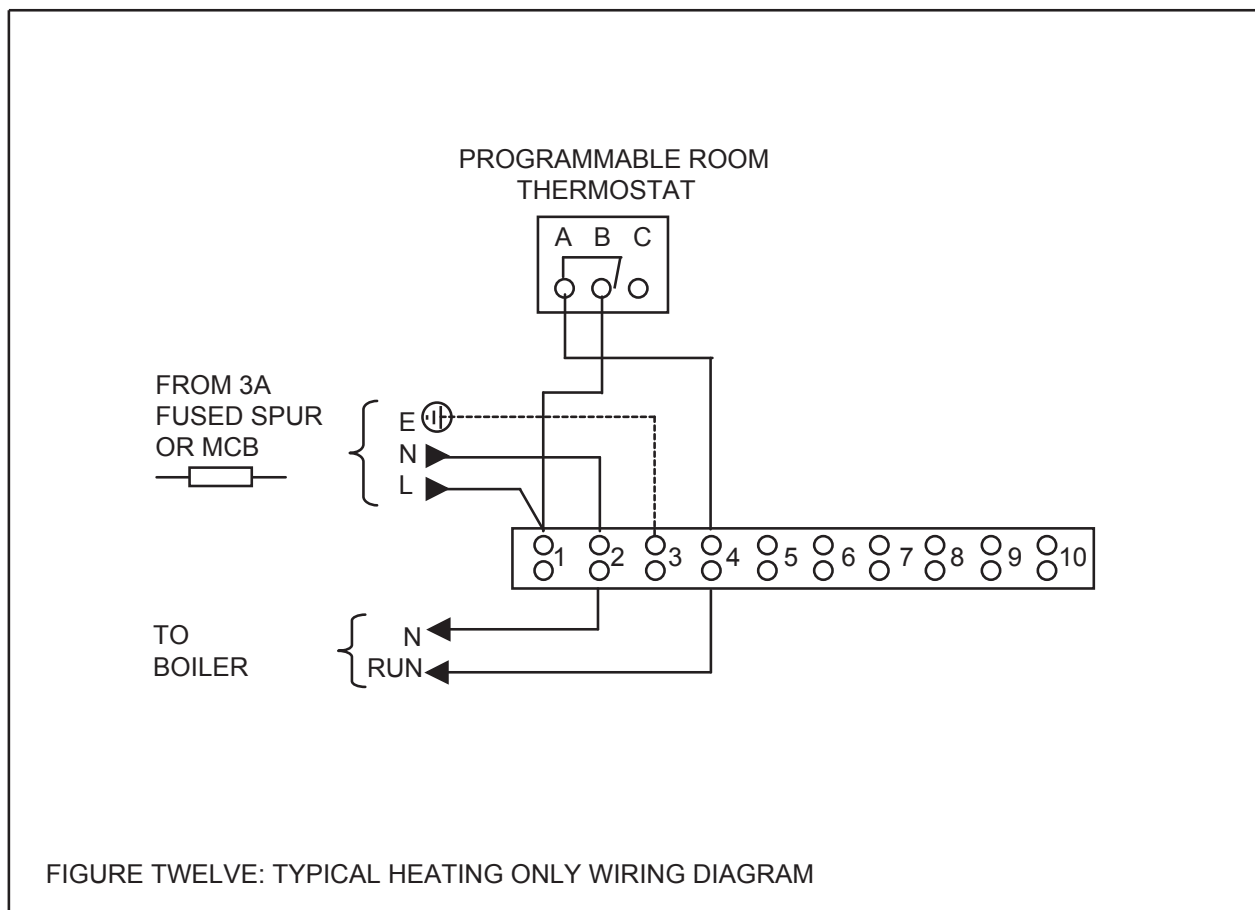 PROGRAMMABLE ROOM
THERMOSTAT
A B C
FROM 3A
FUSED SPUR
OR MCB
E
N
L
1 2 3 4 5 6 7 8 9 10
TO
BOILER
N
RUN
FIGURE TWELVE: TYPICAL HEATING ONLY WIRING DIAGRAM